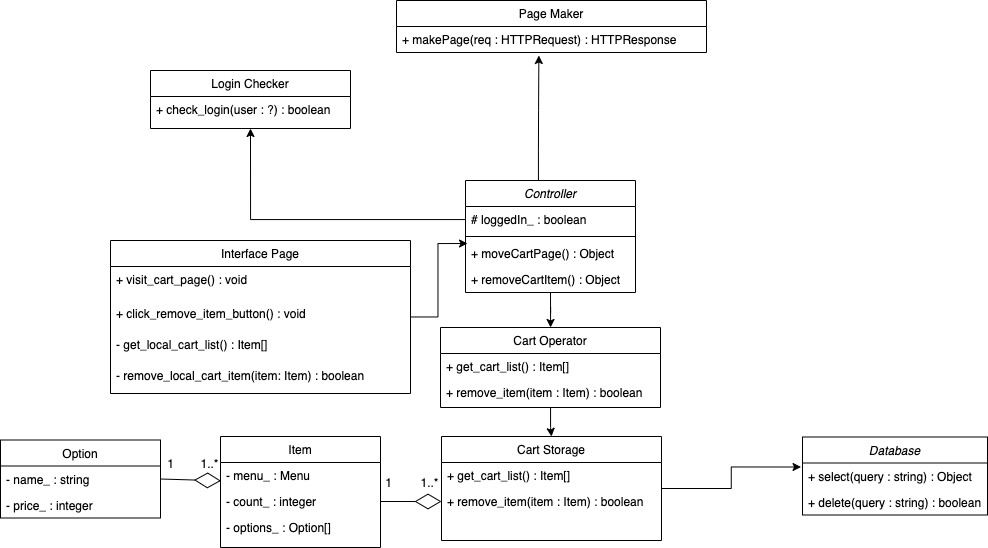 Page Maker
+ makePage(req : HTTPRequest) : HTTPResponse
Login Checker
+ check_login(user : ?) : boolean
Controller
# loggedIn_ : boolean
+ moveCartPage() : Object
+ removeCartItem() : Object
Interface Page
+ visit_cart_page() : void
+ click_remove_item_button() : void
- get_local_cart_list() : Item[]
- remove_local_cart_item(item: Item) : boolean
Cart Operator
+ get_cart_list() : Item[]
+ remove_item(item : Item) : boolean
Option
- name_ : string
- price_ : integer
1
1..*
Item
- menu_ : Menu
- count_ : integer
- options_ : Option[]
1
1..*
Cart Storage
+ get_cart_list() : Item[]
+ remove_item(item : Item) : boolean
Database
+ select(query : string) : Object
+ delete(query : string) : boolean